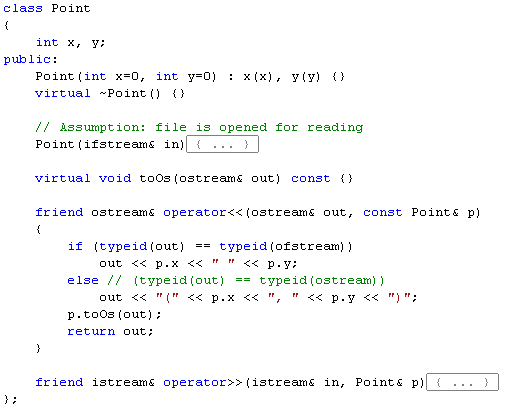 class Point
{
    int x, y;
public:
    Point(int x=0, int y=0) : x(x), y(y) {}
    virtual ~Point() {}

    // Assumption: file is opened for reading
    Point(ifstream& in){ ... }

    virtual void toOs(ostream& out) const {}

    friend ostream& operator<<(ostream& out, const Point& p)
    {
        if (typeid(out) == typeid(ofstream))
            out << p.x << " " << p.y;
        else // (typeid(out) == typeid(ostream))
            out << "(" << p.x << ", " << p.y << ")";
        p.toOs(out);
        return out;
    }

    friend istream& operator>>(istream& in, Point& p){ ... }
};